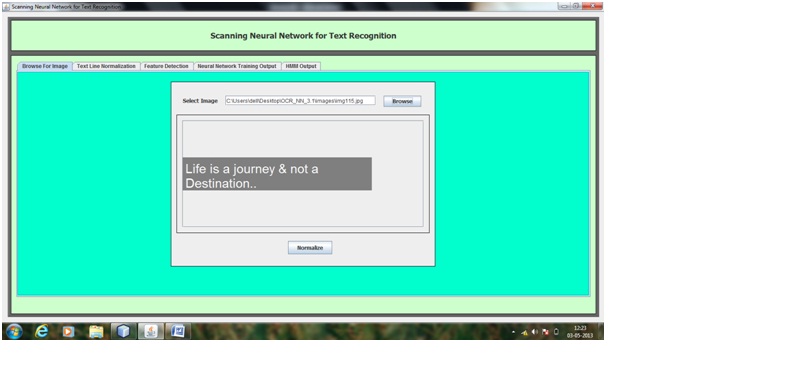 Scanning Neural Network for Text Recognition
Scanning Neural Network for Text Recognition
Browse For Image Text Line Normalization Feature Detection Neural Network Training Output HMM Output
Select Image C:\Users\dell\Desktop\OCR_NN_3.1\images\img115.jpg Browse
Life is a journey & not a
Destination..
Normalize
12:23
03-05-2013